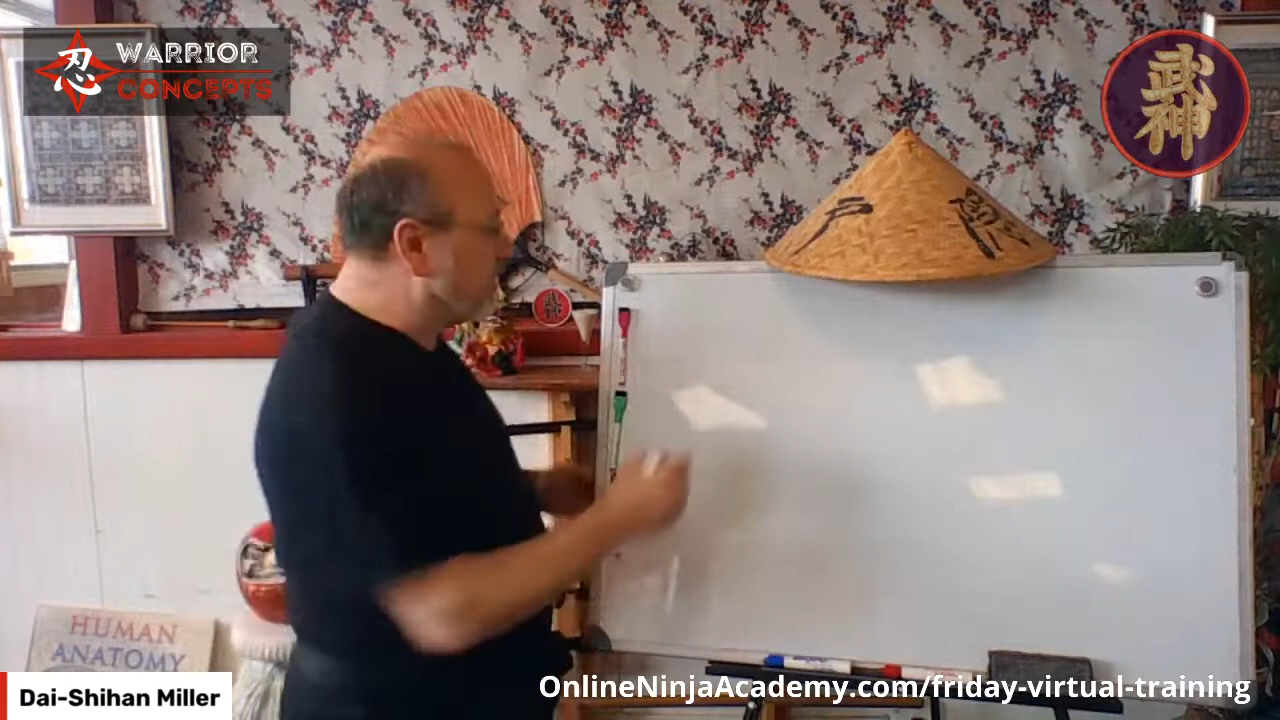 WARRIOR
CONCEPTS
忍
武
神
HUMAN
ANATOMY
Dai-Shihan Miller
OnlineNinjaAcademy.com/friday-virtual-training